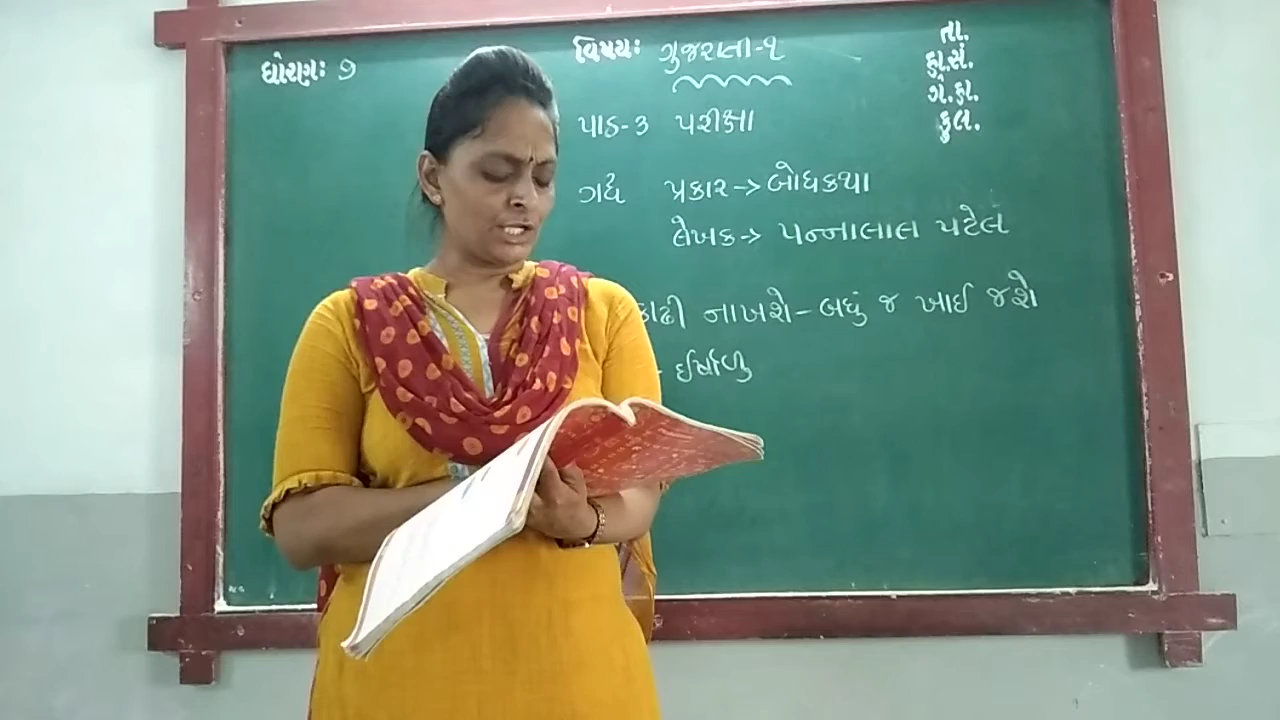 ધોરણઃ ૭
વિષયઃ ગુજરાતી-૧
તા.
હા.સં.
ગે.હા.
કુલ.
પાઠ-૩ પરીક્ષા
ગદ્ય પ્રકાર → બોધકથા
લેખક → પન્નાલાલ પટેલ
કાઢી નાખશે - બધું જ ખાઈ જશે
- ઈર્ષાળુ